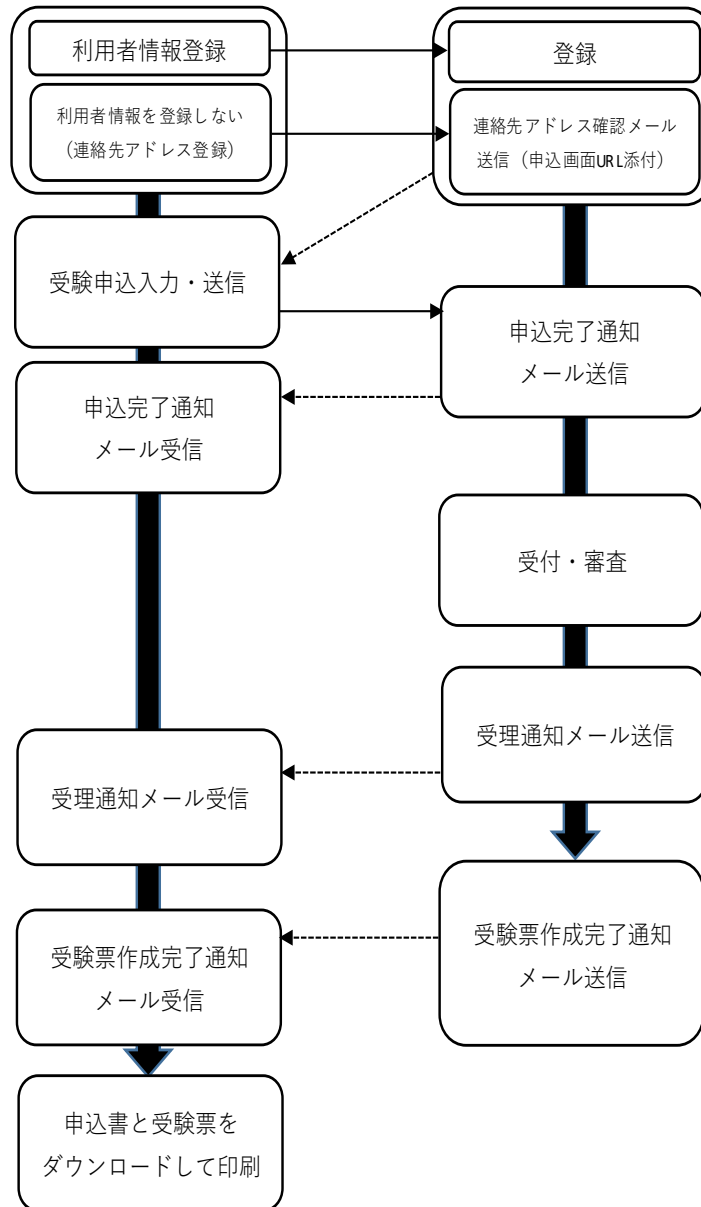 利用者情報登録
登録
利用者情報を登録しない
（連絡先アドレス登録）
連絡先アドレス確認メール
送信（申込画面URL添付）
受験申込入力・送信
申込完了通知
メール送信
申込完了通知
メール受信
受付・審査
受理通知メール送信
受理通知メール受信
受験票作成完了通知
メール送信
受験票作成完了通知
メール受信
申込書と受験票を
ダウンロードして印刷